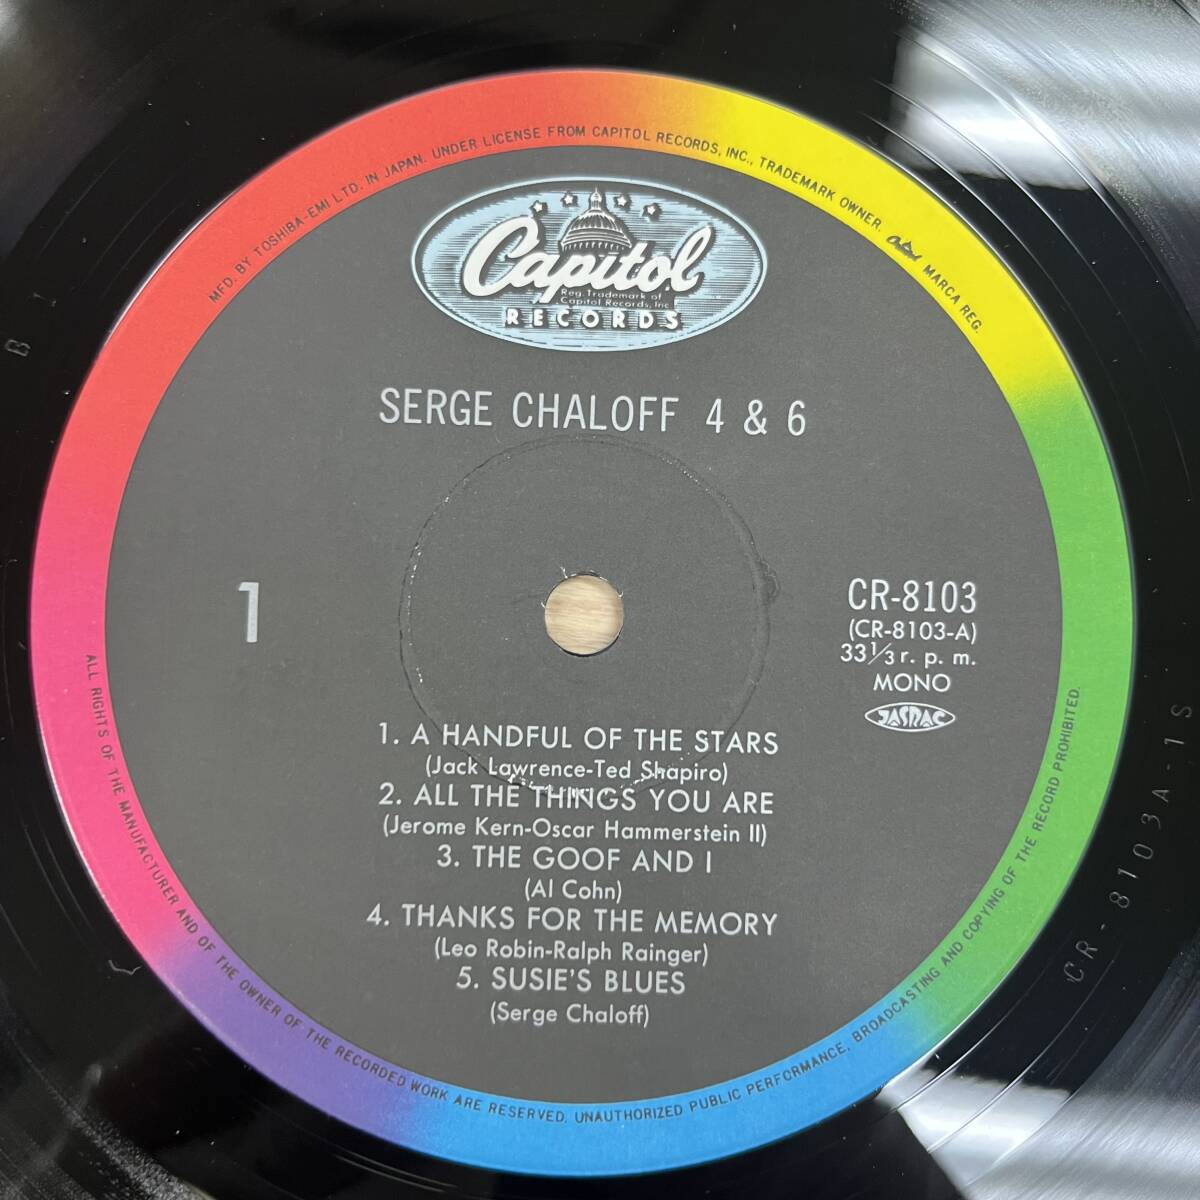 MFD. BY TOSHIBA-EMI LTD. IN JAPAN. UNDER LICENSE FROM CAPITOL RECORDS, INC., TRADEMARK OWNER. Capitol MARCA REG.
Capitol
Reg. Trademark of
Capitol Records, Inc.
RECORDS
SERGE CHALOFF 4 & 6
1
CR-8103
(CR-8103-A)
33⅓ r. p. m.
MONO
JASRAC
1. A HANDFUL OF THE STARS
(Jack Lawrence-Ted Shapiro)
2. ALL THE THINGS YOU ARE
(Jerome Kern-Oscar Hammerstein II)
3. THE GOOF AND I
(Al Cohn)
4. THANKS FOR THE MEMORY
(Leo Robin-Ralph Rainger)
5. SUSIE'S BLUES
(Serge Chaloff)
ALL RIGHTS OF THE MANUFACTURER AND OF THE OWNER OF THE RECORDED WORK ARE RESERVED. UNAUTHORIZED PUBLIC PERFORMANCE, BROADCASTING AND COPYING OF THE RECORD PROHIBITED.
CR-8103A-1S